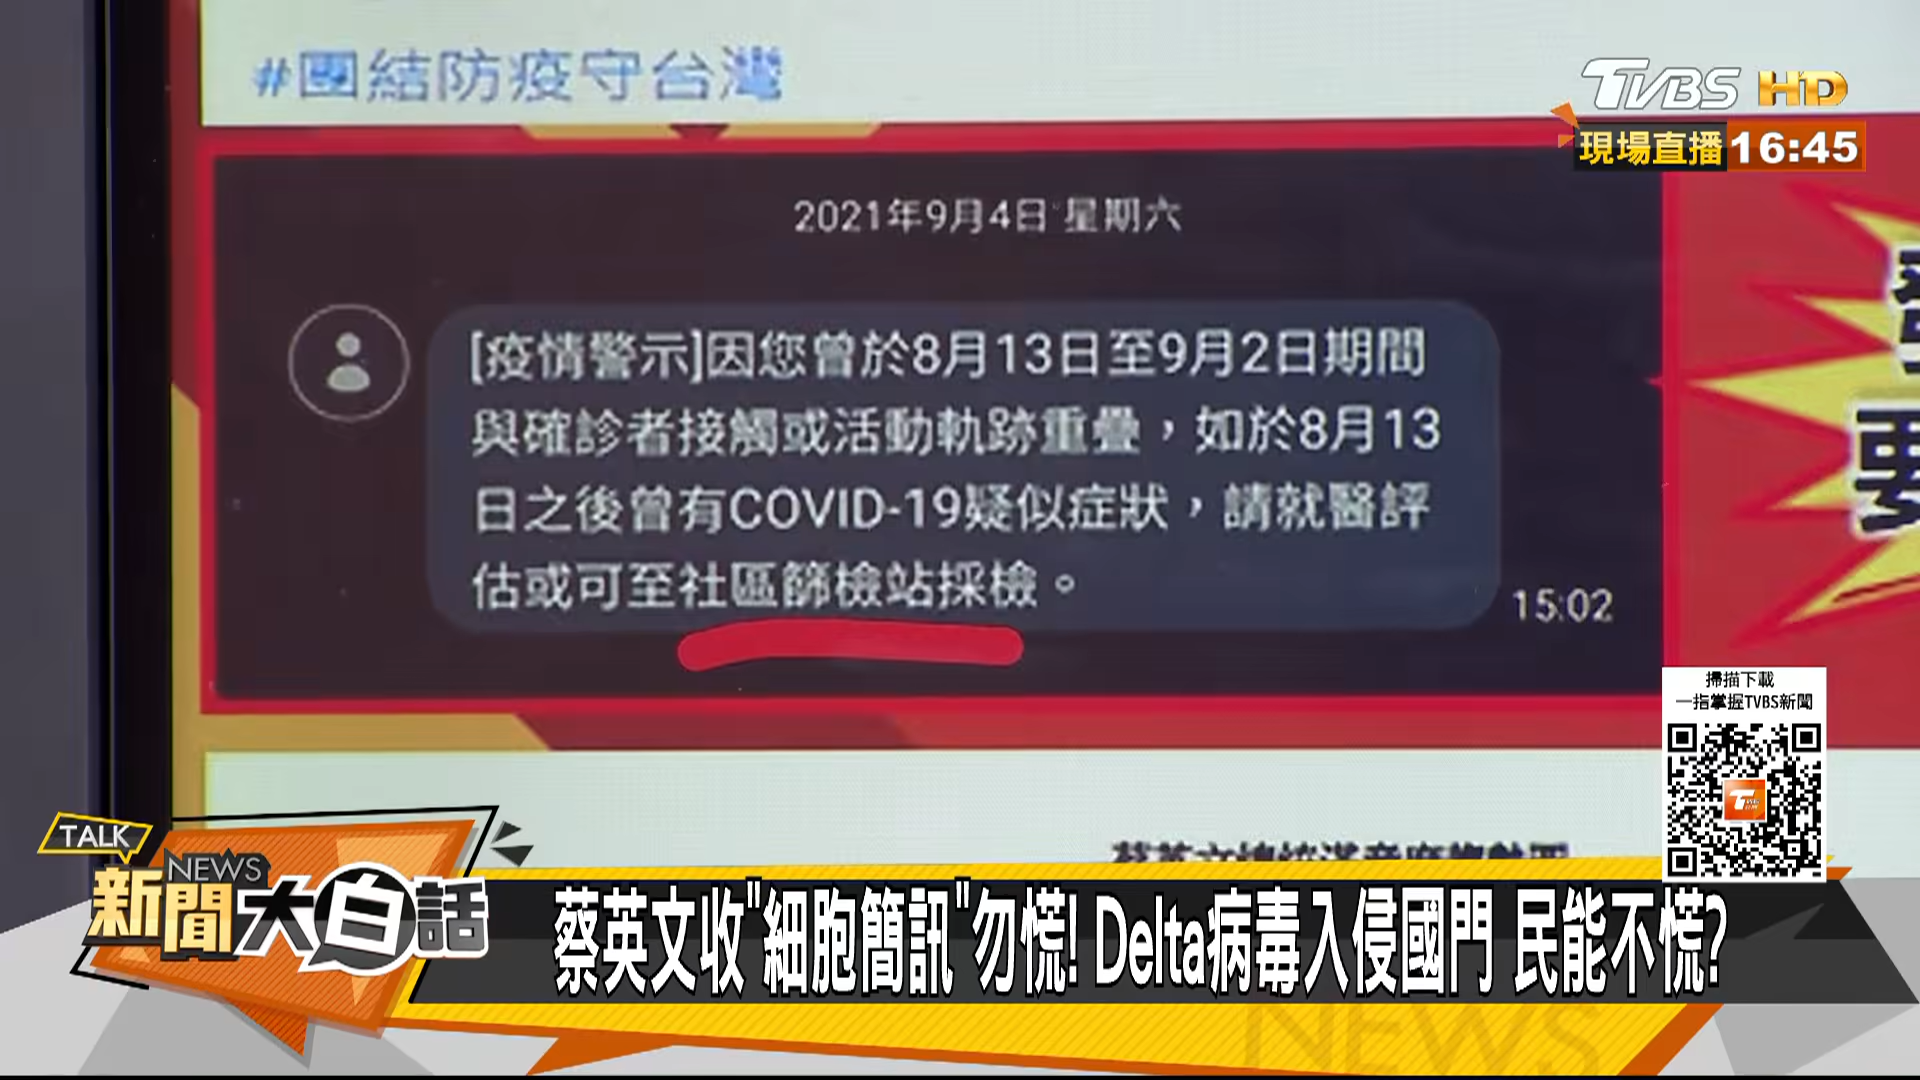 #團結防疫守台灣
TVBS HD
現場直播 16:45
2021年9月4日 星期六
[疫情警示]因您曾於8月13日至9月2日期間
與確診者接觸或活動軌跡重疊，如於8月13
日之後曾有COVID-19疑似症狀，請就醫評
估或可至社區篩檢站採檢。
15:02
掃描下載
一指掌握TVBS新聞
TALK
NEWS
新聞大白話
蔡英文收"細胞簡訊"勿慌! Delta病毒入侵國門 民能不慌?
NEWS